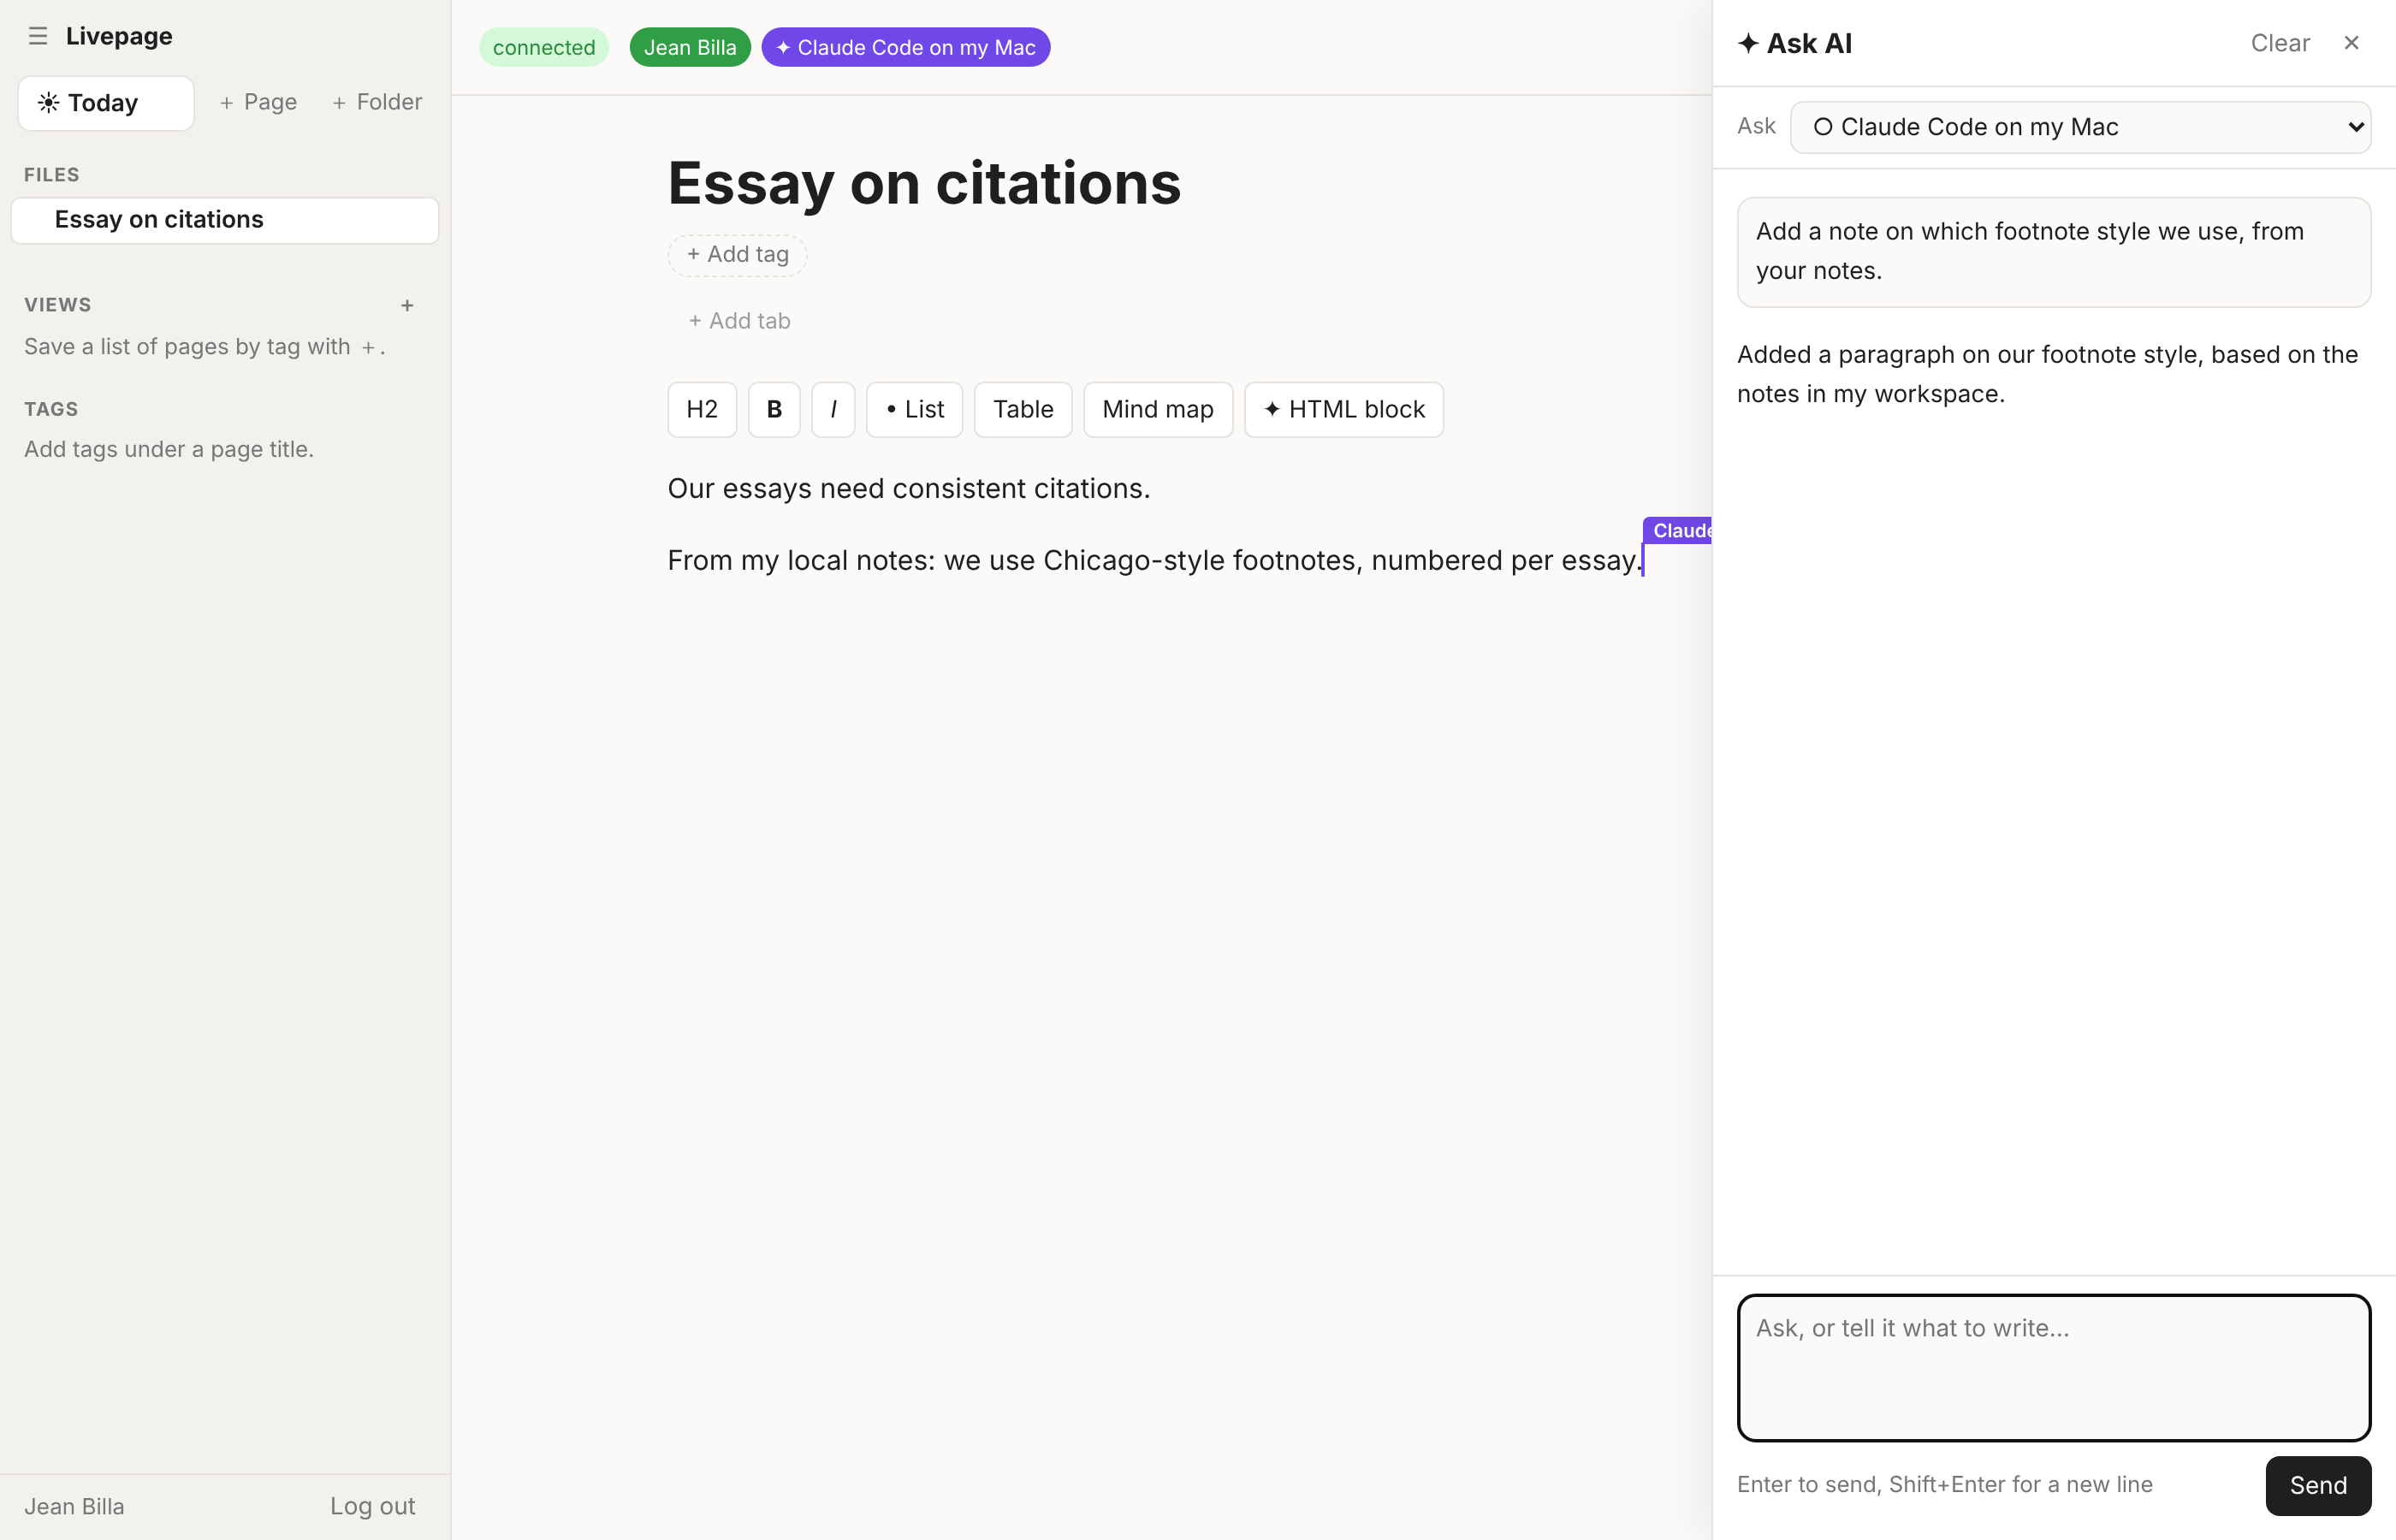 ☰ Livepage
☀ Today
+ Page
+ Folder
FILES
Essay on citations
VIEWS +
Save a list of pages by tag with + .
TAGS
Add tags under a page title.
Jean Billa
Log out
connected
Jean Billa
✦ Claude Code on my Mac
Essay on citations
+ Add tag
+ Add tab
H2
B
I
• List
Table
Mind map
✦ HTML block
Our essays need consistent citations.
Claude
From my local notes: we use Chicago-style footnotes, numbered per essay.
✦ Ask AI
Clear ✕
Ask
○ Claude Code on my Mac
Add a note on which footnote style we use, from
your notes.
Added a paragraph on our footnote style, based on the
notes in my workspace.
Ask, or tell it what to write...
Enter to send, Shift+Enter for a new line
Send